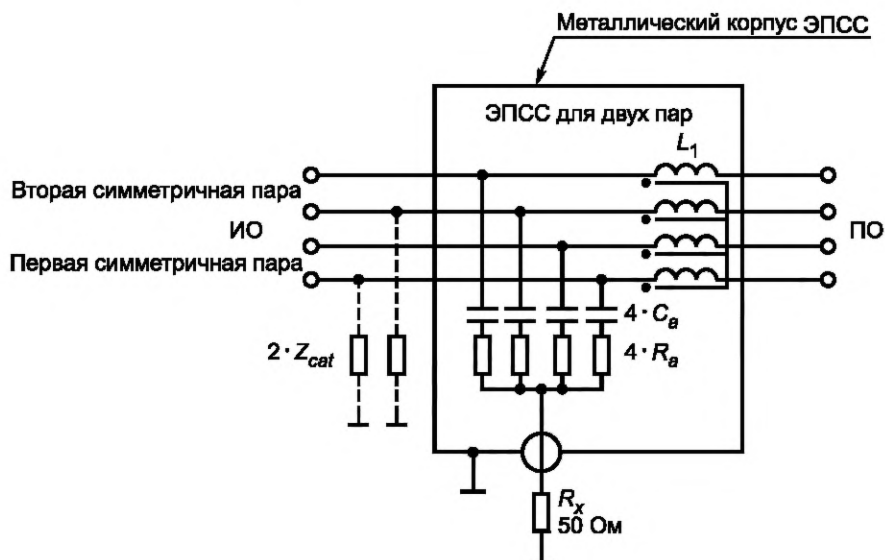 Металлический корпус ЭПСС
ЭПСС для двух пар
L1
Вторая симметричная пара
ИО
ПО
Первая симметричная пара
4 · Ca
2 · Zcat
4 · Ra
Rx
50 Ом